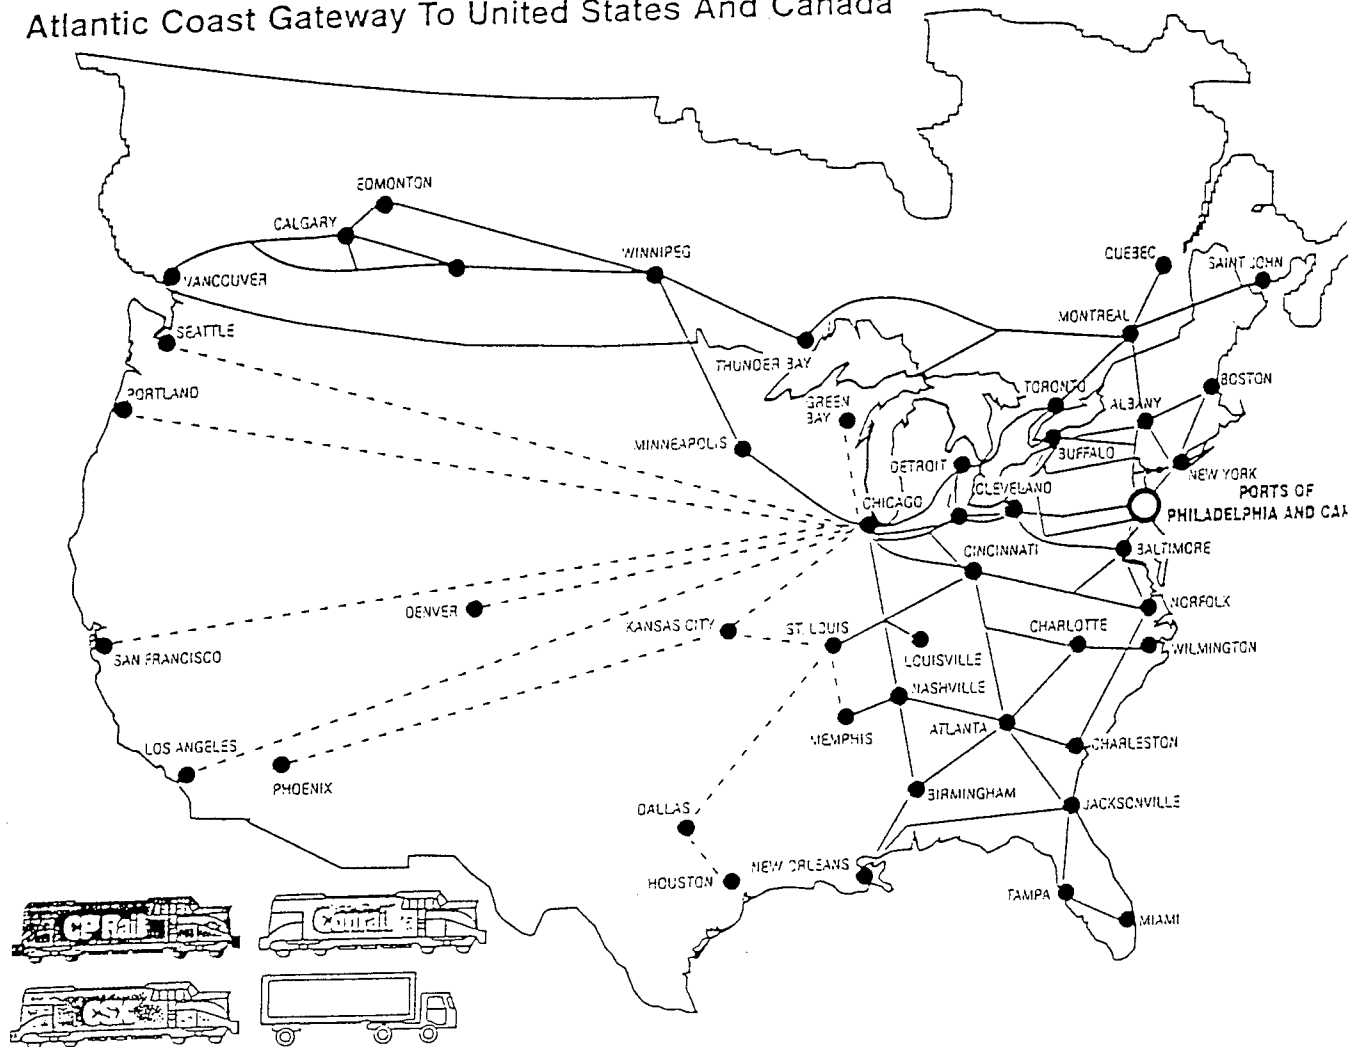 Atlantic Coast Gateway To United States And Canada
EDMONTON
CALGARY
WINNIPEG
QUEBEC
SAINT JOHN
VANCOUVER
MONTREAL
SEATTLE
THUNDER BAY
PORTLAND
GREEN
BAY
TORONTO
BOSTON
ALBANY
MINNEAPOLIS
BUFFALO
DETROIT
NEW YORK
CLEVELAND
CHICAGO
PORTS OF
PHILADELPHIA AND CA
BALTIMORE
CINCINNATI
DENVER
NORFOLK
KANSAS CITY
ST. LOUIS
CHARLOTTE
SAN FRANCISCO
LOUISVILLE
WILMINGTON
NASHVILLE
MEMPHIS
ATLANTA
CHARLESTON
LOS ANGELES
PHOENIX
BIRMINGHAM
JACKSONVILLE
DALLAS
NEW ORLEANS
HOUSTON
TAMPA
MIAMI
CP Rail
Conrail
CSX